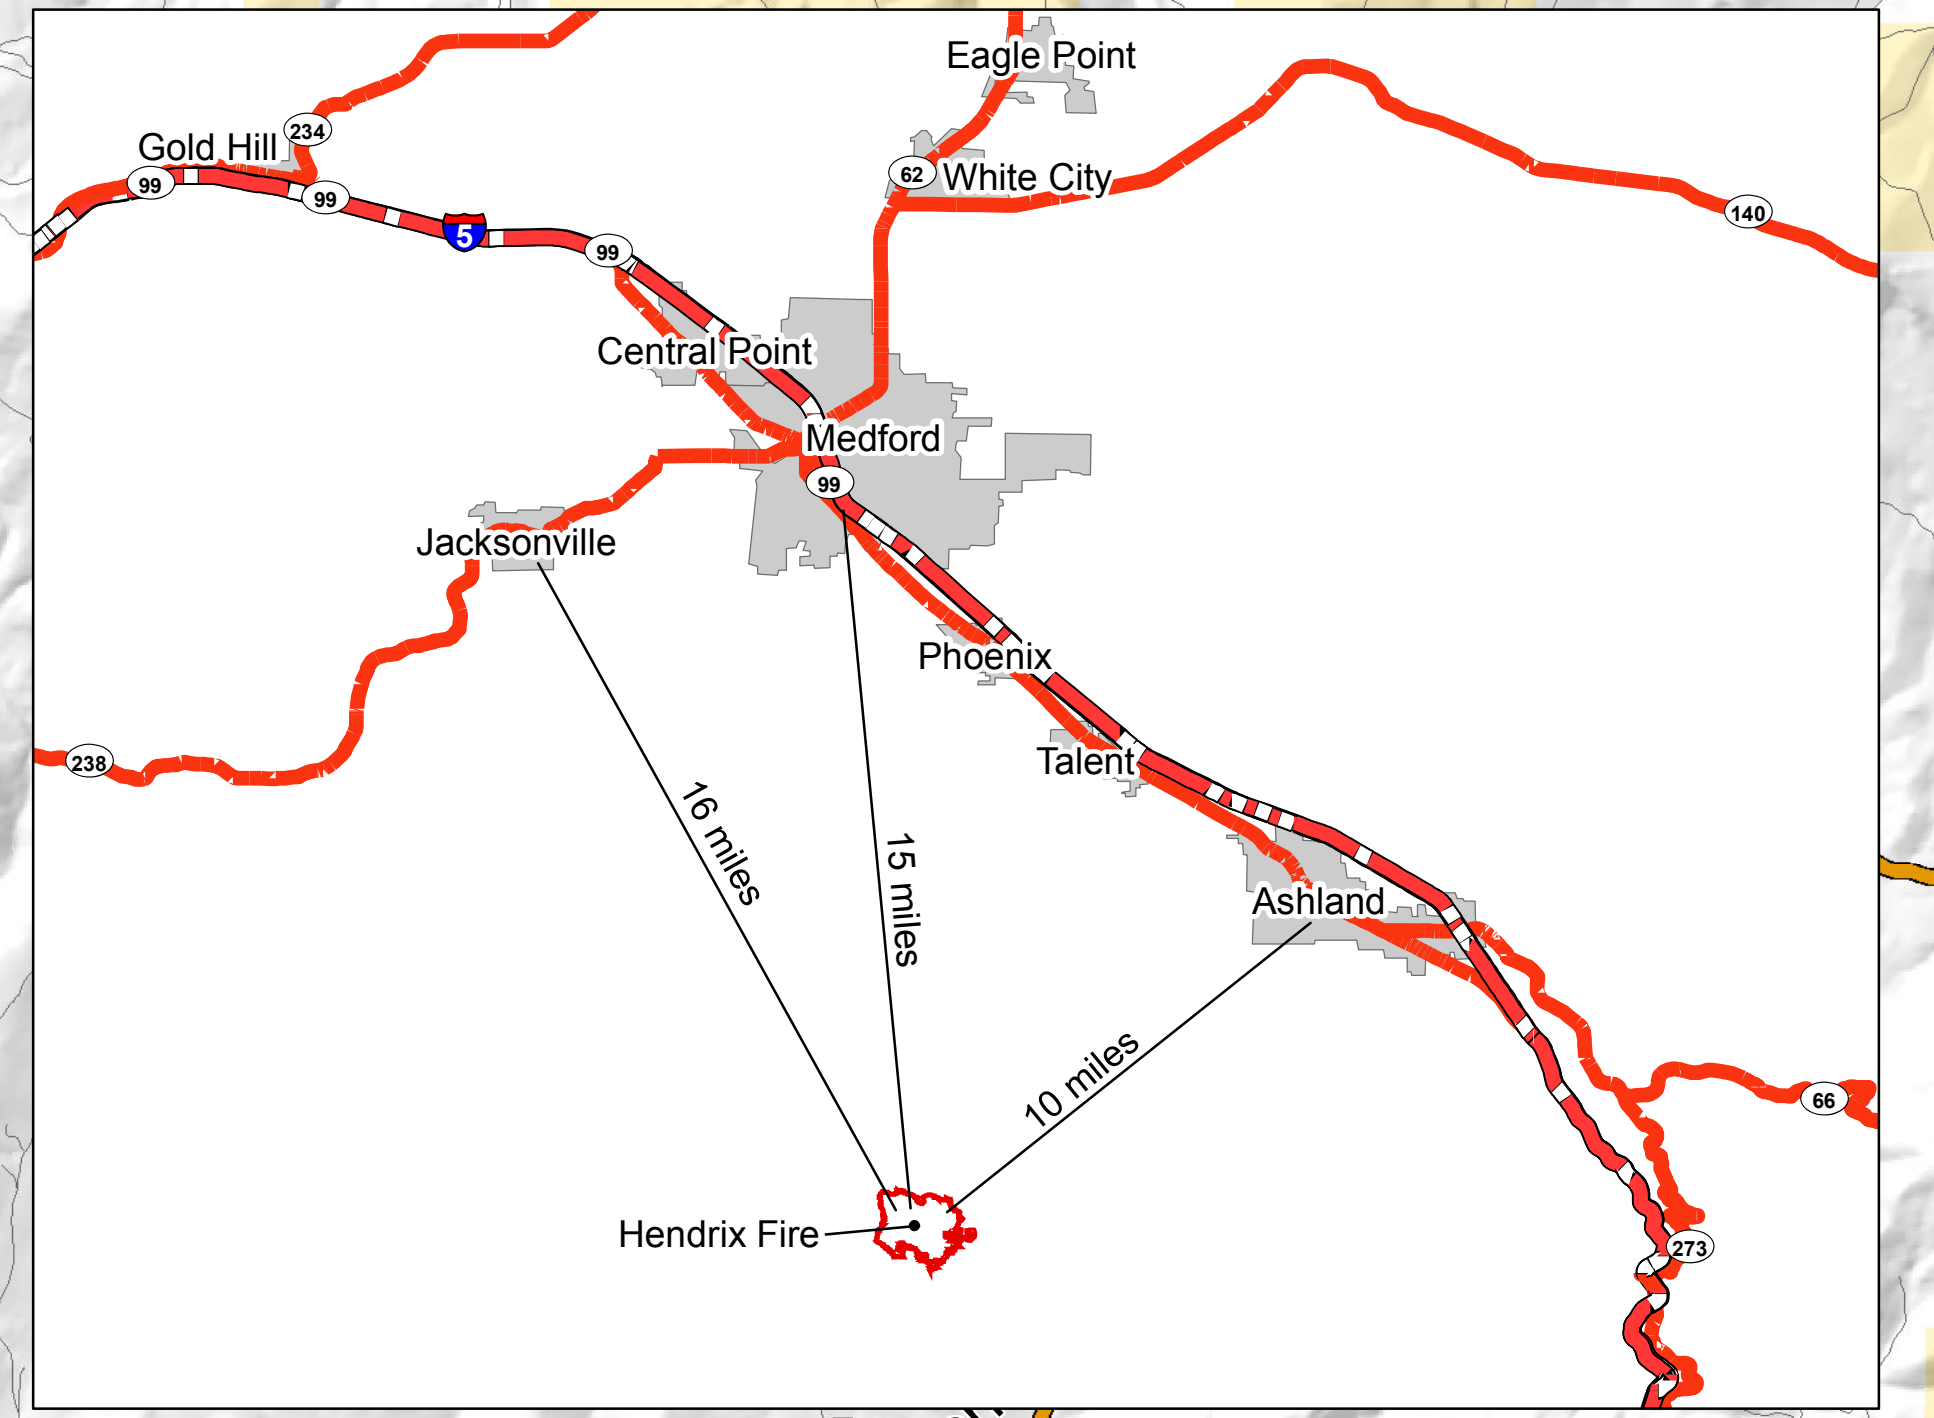 Eagle Point
234
Gold Hill
99
99
62
White City
140
5
99
Central Point
Medford
99
Jacksonville
Phoenix
238
Talent
16 miles
15 miles
Ashland
10 miles
66
Hendrix Fire
273